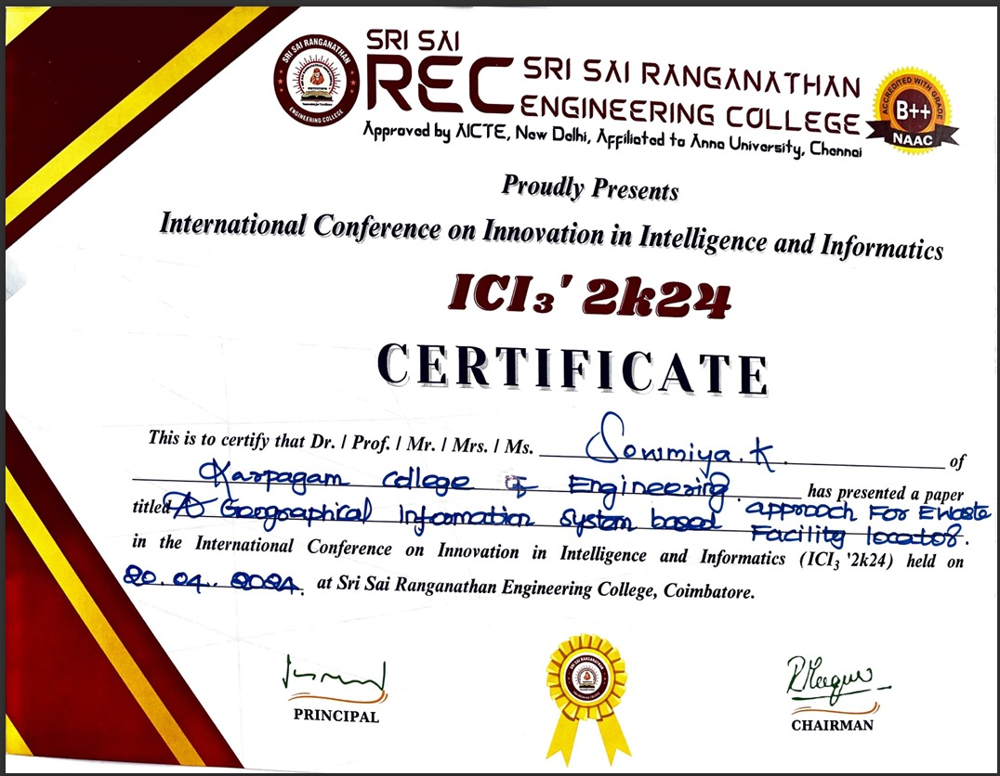 SRI SAI RANGANATHAN
ENGINEERING COLLEGE
SRI SAI
REC
SRI SAI RANGANATHAN
ENGINEERING COLLEGE
Approved by AICTE, New Delhi, Affiliated to Anna University, Chennai
ACCREDITED WITH GRADE
B++
NAAC
Proudly Presents
International Conference on Innovation in Intelligence and Informatics
ICI₃' 2k24
CERTIFICATE
This is to certify that Dr. / Prof. / Mr. / Mrs. / Ms. Sowmiya.K. of
Karpagam College of Engineering. has presented a paper
titled A Geographical Information system based approach For EWaste
Facility locator.
in the International Conference on Innovation in Intelligence and Informatics (ICI₃ '2k24) held on
20.04.2024. at Sri Sai Ranganathan Engineering College, Coimbatore.
PRINCIPAL
SRI SAI RANGANATHAN
ENGINEERING COLLEGE
CHAIRMAN